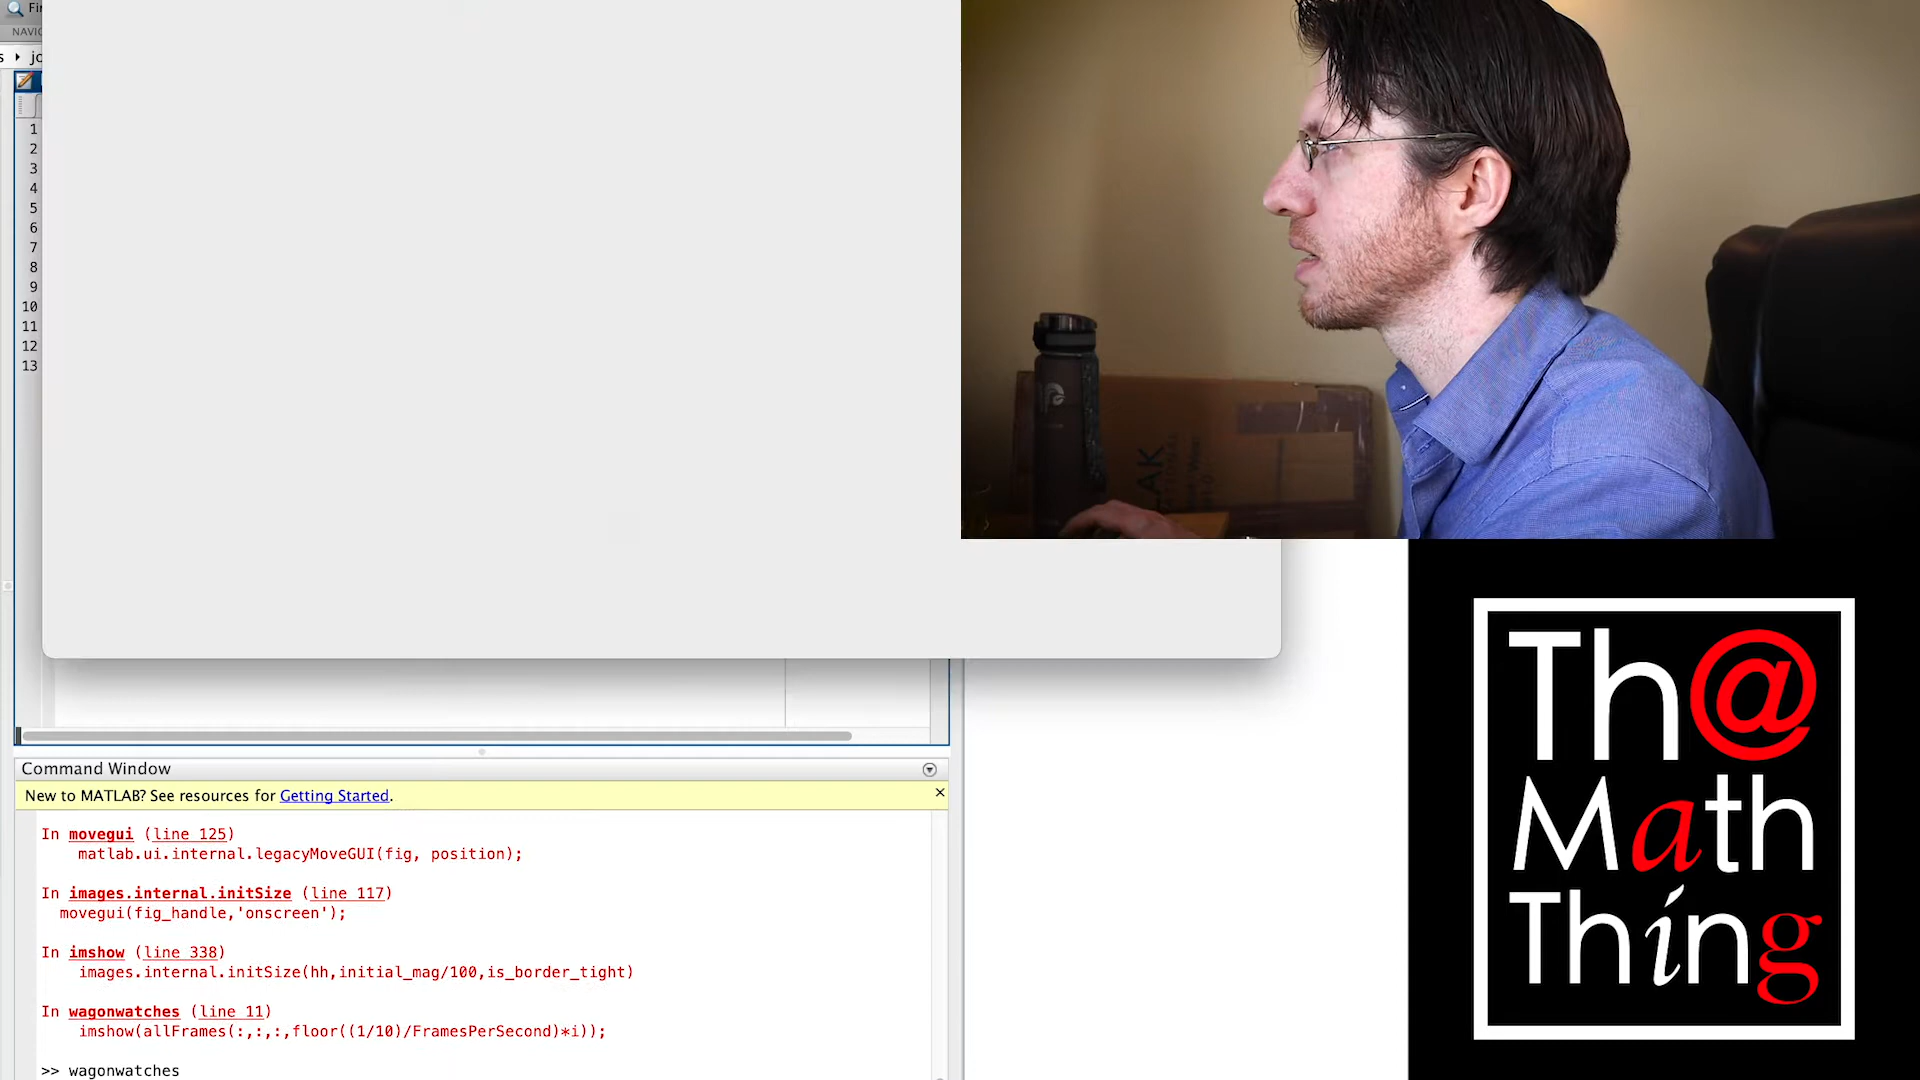 Fin
NAVIG
s ▸ jo
1
2
3
4
5
6
7
8
9
10
11
12
13
Command Window
New to MATLAB? See resources for Getting Started.
In movegui (line 125)
matlab.ui.internal.legacyMoveGUI(fig, position);
In images.internal.initSize (line 117)
movegui(fig_handle,'onscreen');
In imshow (line 338)
images.internal.initSize(hh,initial_mag/100,is_border_tight)
In wagonwatches (line 11)
imshow(allFrames(:,:,:,floor((1/10)/FramesPerSecond)*i));
>> wagonwatches
LAK
Th@
Math
Thing